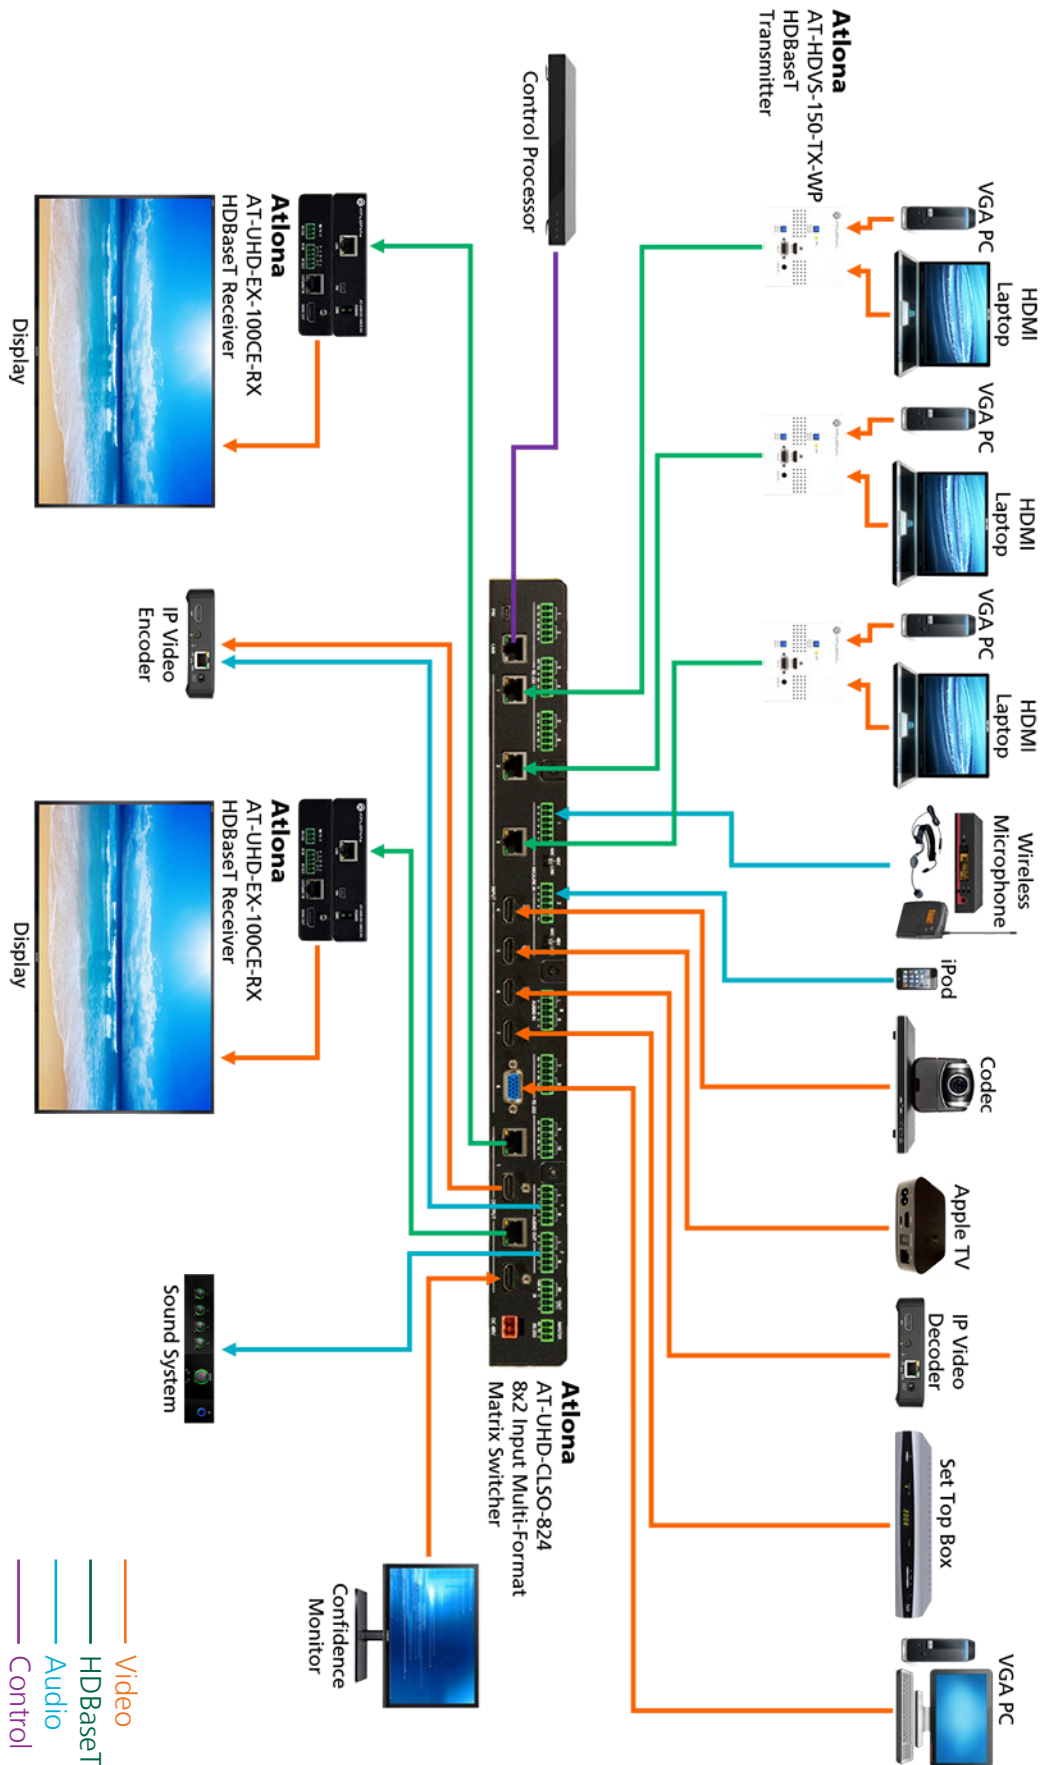 VGA PC
HDMI
Laptop
VGA PC
HDMI
Laptop
VGA PC
HDMI
Laptop
Wireless
Microphone
iPod
Codec
Apple TV
IP Video
Decoder
Set Top Box
VGA PC
Atlona
AT-HDVS-150-TX-WP
HDBaseT
Transmitter
Control Processor
Atlona
AT-UHD-CLSO-824
8x2 Input Multi-Format
Matrix Switcher
Atlona
AT-UHD-EX-100CE-RX
HDBaseT Receiver
Display
IP Video
Encoder
Atlona
AT-UHD-EX-100CE-RX
HDBaseT Receiver
Display
Sound System
Confidence
Monitor
Video
HDBaseT
Audio
Control